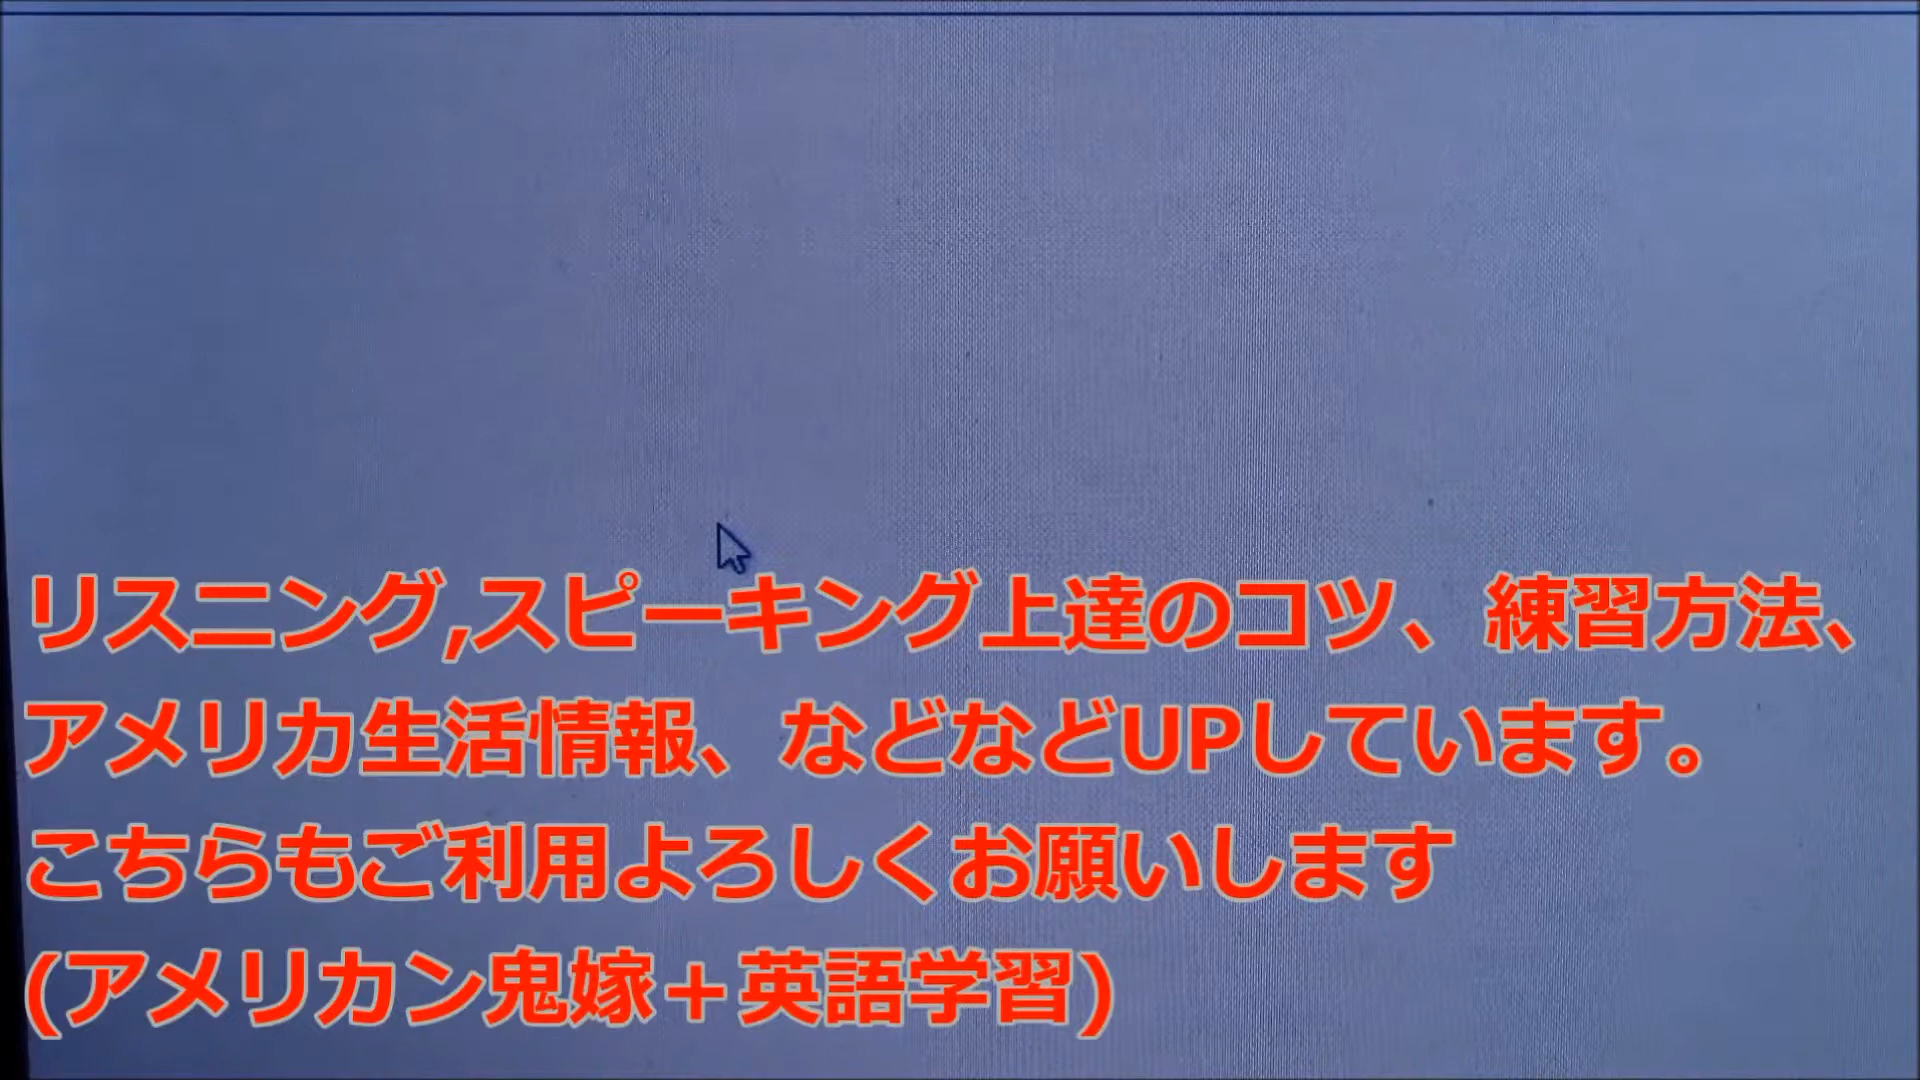 リスニング,スピーキング上達のコツ、練習方法、
アメリカ生活情報、などなどUPしています。
こちらもご利用よろしくお願いします
(アメリカン鬼嫁＋英語学習)